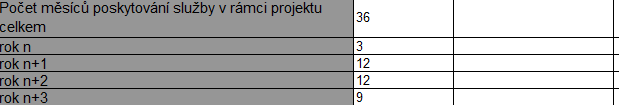 Počet měsíců poskytování služby v rámci projektu
celkem 36
rok n 3
rok n+1 12
rok n+2 12
rok n+3 9